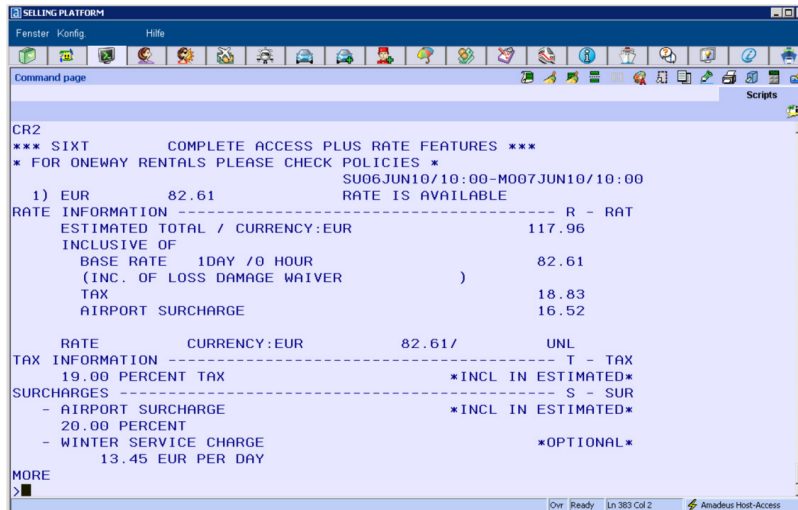 SELLING PLATFORM
Fenster Konfig. Hilfe
Command page
Scripts
CR2
*** SIXT COMPLETE ACCESS PLUS RATE FEATURES ***
* FOR ONEWAY RENTALS PLEASE CHECK POLICIES *
SU06JUN10/10:00-MO07JUN10/10:00
1) EUR 82.61 RATE IS AVAILABLE
RATE INFORMATION --------------------------------------- R - RAT
ESTIMATED TOTAL / CURRENCY:EUR 117.96
INCLUSIVE OF
BASE RATE 1DAY /0 HOUR 82.61
(INC. OF LOSS DAMAGE WAIVER )
TAX 18.83
AIRPORT SURCHARGE 16.52
RATE CURRENCY:EUR 82.61/ UNL
TAX INFORMATION ---------------------------------------- T - TAX
19.00 PERCENT TAX *INCL IN ESTIMATED*
SURCHARGES --------------------------------------------- S - SUR
- AIRPORT SURCHARGE *INCL IN ESTIMATED*
20.00 PERCENT
- WINTER SERVICE CHARGE *OPTIONAL*
13.45 EUR PER DAY
MORE
>
Ovr Ready Ln 383 Col 2 Amadeus Host-Access